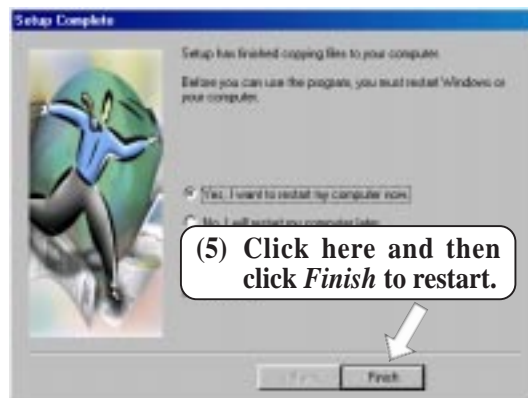 Setup Complete
Setup has finished copying files to your computer.
Before you can use the program, you must restart Windows or
your computer.
Yes, I want to restart my computer now.
No, I will restart my computer later.
(5) Click here and then
click Finish to restart.
Finish